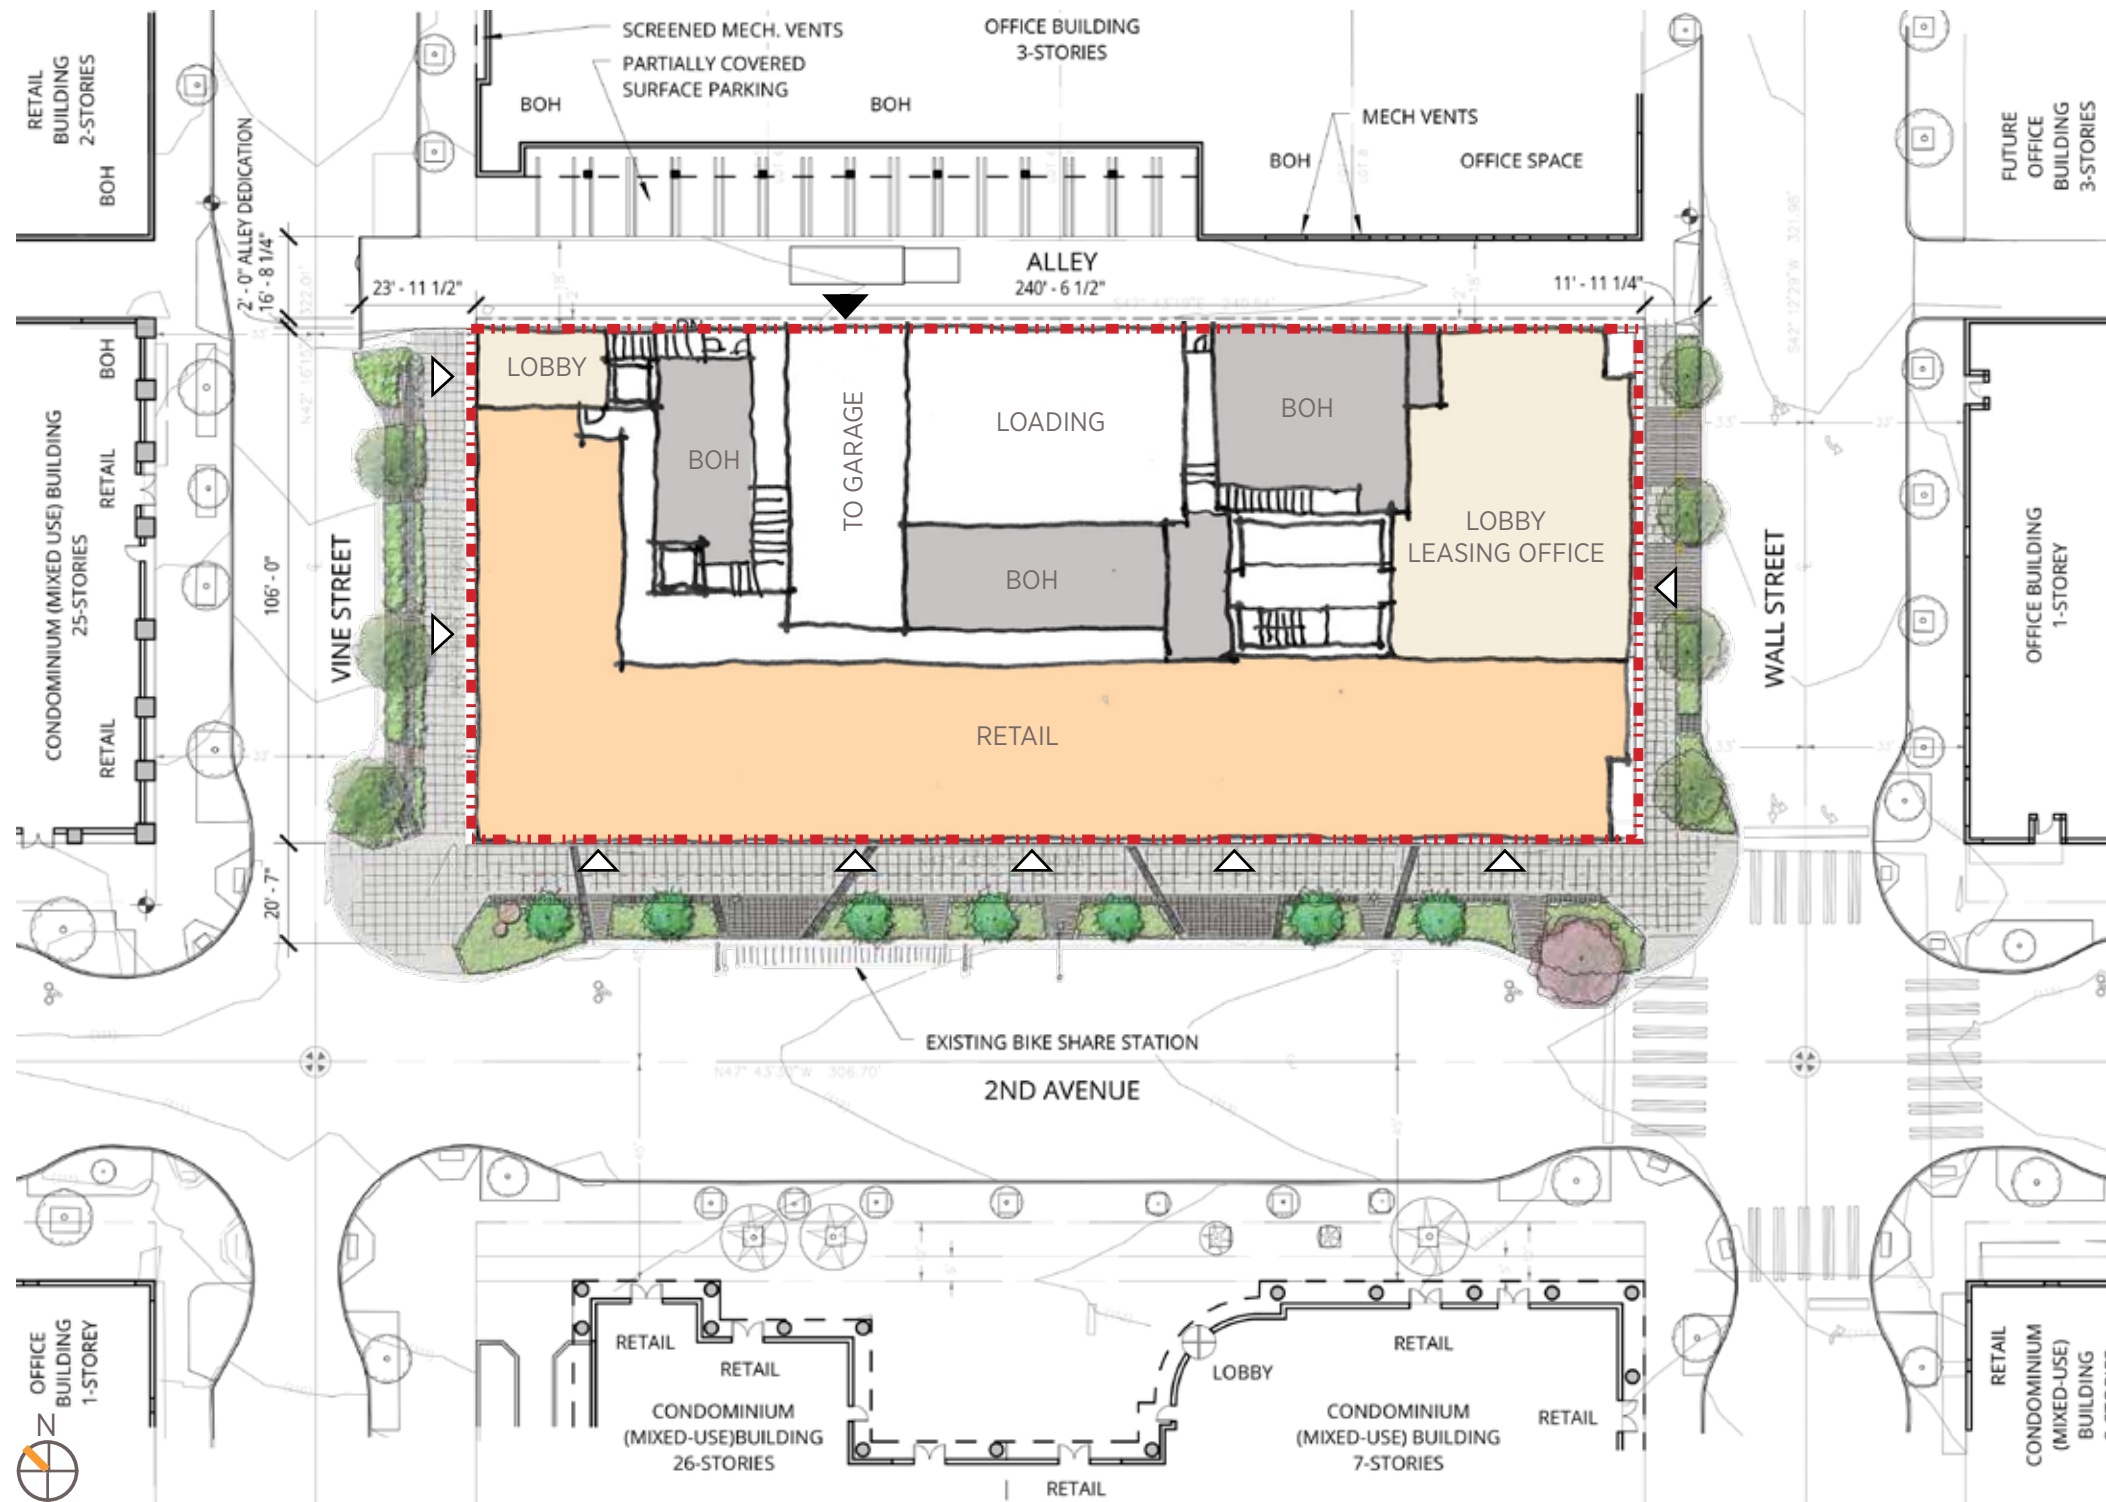 SCREENED MECH. VENTS
PARTIALLY COVERED
SURFACE PARKING
OFFICE BUILDING
3-STORIES
BOH
BOH
MECH VENTS
BOH
OFFICE SPACE
RETAIL
BUILDING
2-STORIES
BOH
FUTURE
OFFICE
BUILDING
3-STORIES
2' - 0" ALLEY DEDICATION
16' - 8 1/4"
23' - 11 1/2"
ALLEY
240' - 6 1/2"
11' - 11 1/4"
LOBBY
BOH
TO GARAGE
LOADING
BOH
BOH
LOBBY
LEASING OFFICE
RETAIL
CONDOMINIUM (MIXED USE) BUILDING
25-STORIES
BOH
RETAIL
RETAIL
106' - 0"
VINE STREET
WALL STREET
OFFICE BUILDING
1-STOREY
20' - 7"
EXISTING BIKE SHARE STATION
N47° 43'30"W 306.70'
2ND AVENUE
OFFICE
BUILDING
1-STOREY
N
RETAIL
RETAIL
CONDOMINIUM
(MIXED-USE)BUILDING
26-STORIES
RETAIL
LOBBY
RETAIL
CONDOMINIUM
(MIXED-USE) BUILDING
7-STORIES
RETAIL
RETAIL
CONDOMINIUM
(MIXED-USE)
BUILDING